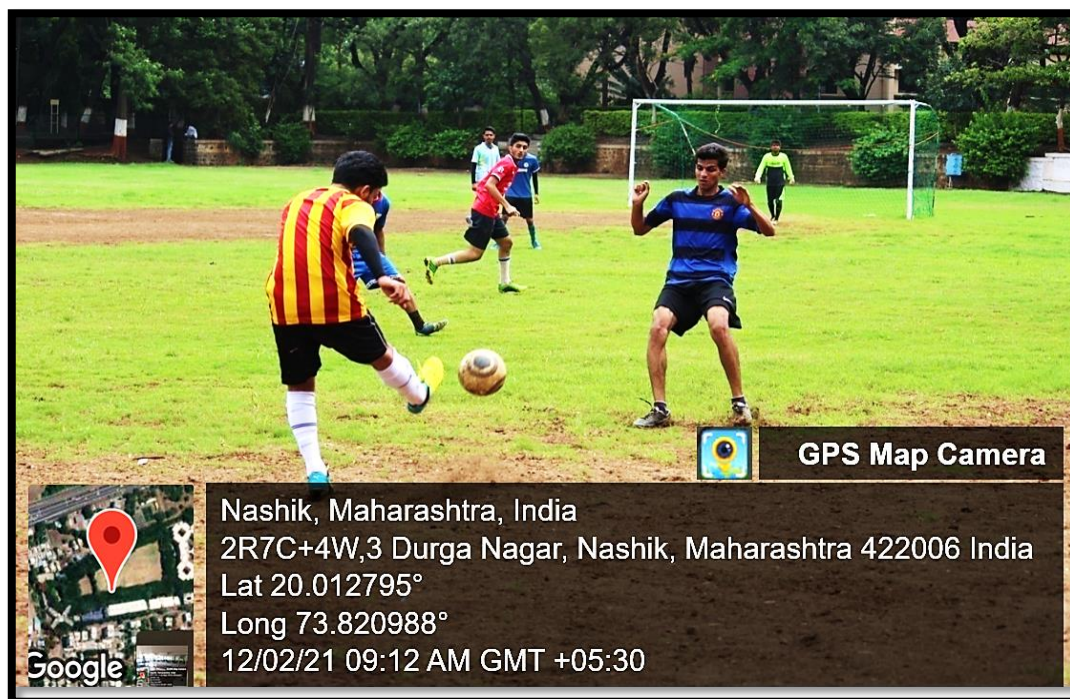 GPS Map Camera
Nashik, Maharashtra, India
2R7C+4W,3 Durga Nagar, Nashik, Maharashtra 422006 India
Lat 20.012795°
Long 73.820988°
12/02/21 09:12 AM GMT +05:30
Google